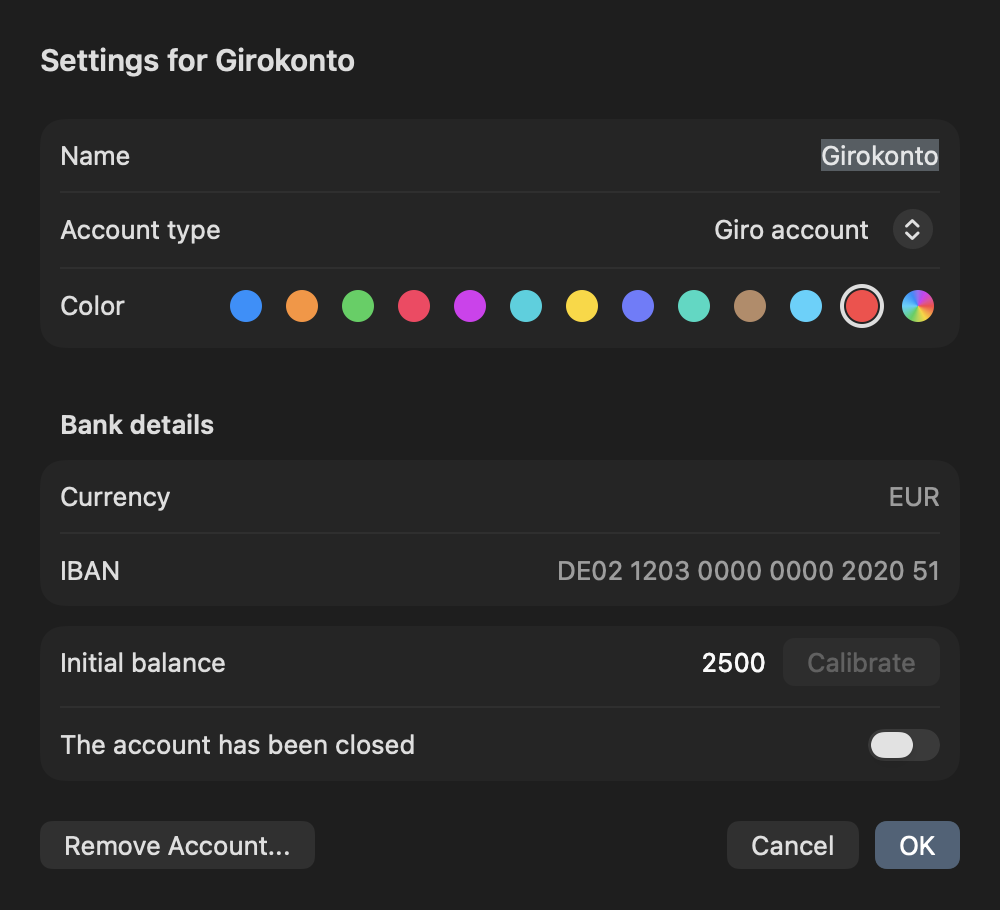 Settings for Girokonto
Name Girokonto
Account type Giro account
Color
Bank details
Currency EUR
IBAN DE02 1203 0000 0000 2020 51
Initial balance 2500 Calibrate
The account has been closed
Remove Account... Cancel OK